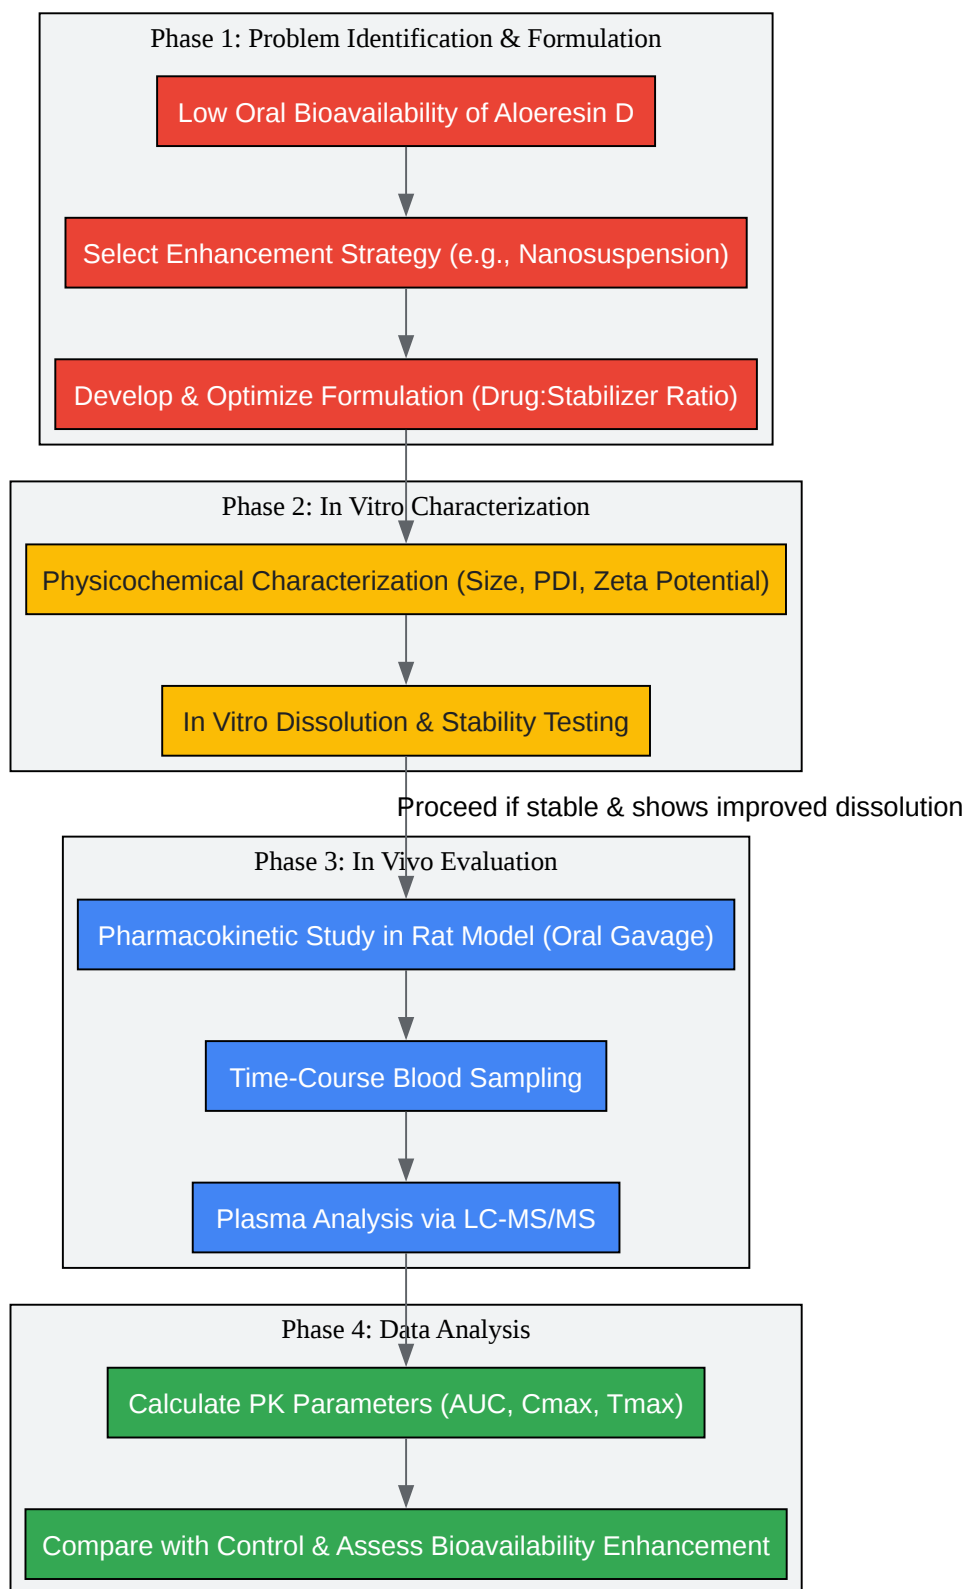 Phase 1: Problem Identification & Formulation
Low Oral Bioavailability of Aloeresin D
Select Enhancement Strategy (e.g., Nanosuspension)
Develop & Optimize Formulation (Drug:Stabilizer Ratio)
Phase 2: In Vitro Characterization
Physicochemical Characterization (Size, PDI, Zeta Potential)
In Vitro Dissolution & Stability Testing
Proceed if stable & shows improved dissolution
Phase 3: In Vivo Evaluation
Pharmacokinetic Study in Rat Model (Oral Gavage)
Time-Course Blood Sampling
Plasma Analysis via LC-MS/MS
Phase 4: Data Analysis
Calculate PK Parameters (AUC, Cmax, Tmax)
Compare with Control & Assess Bioavailability Enhancement